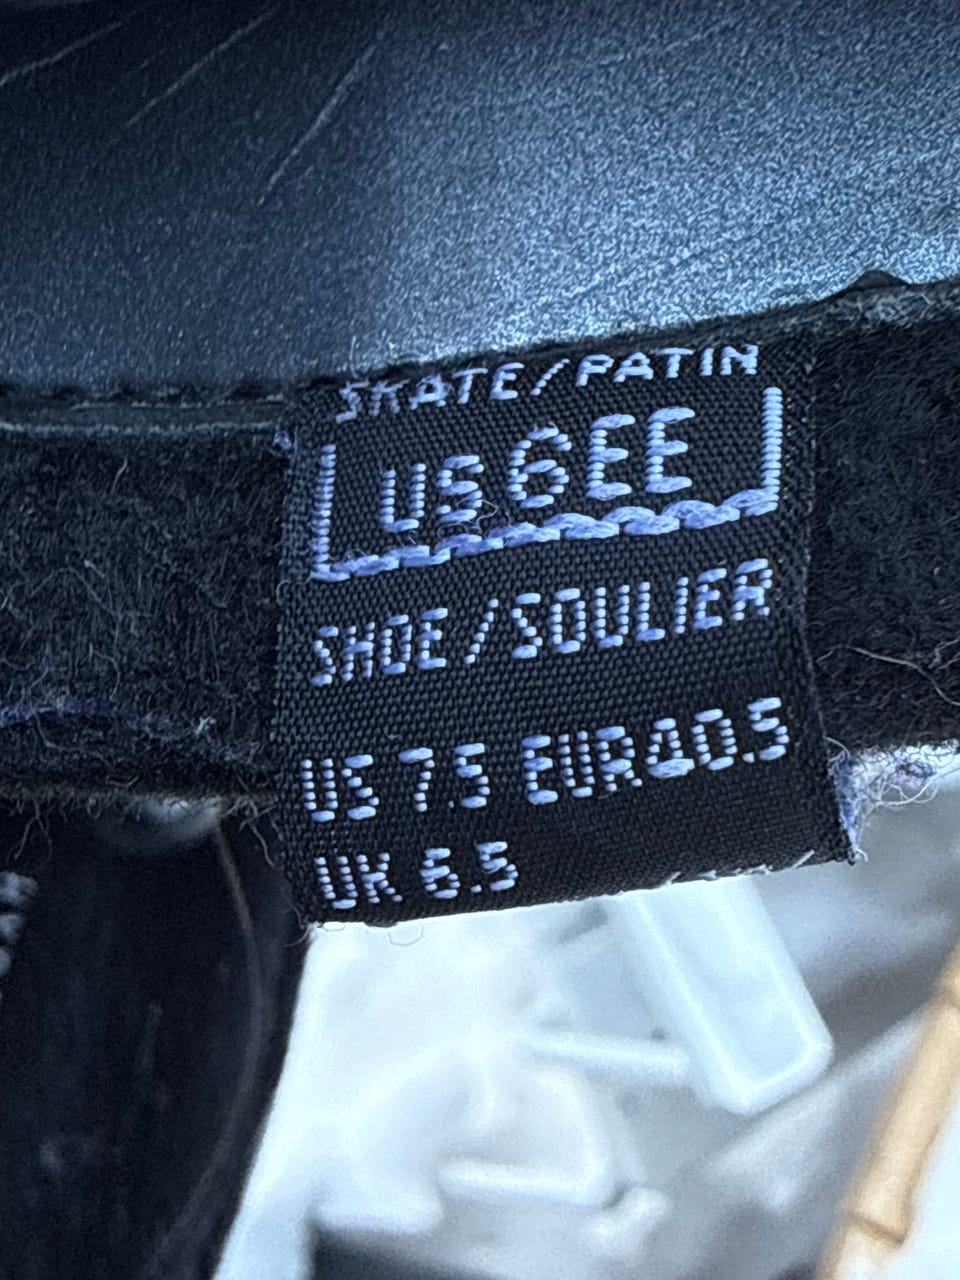 SKATE/PATIN
US 6EE
SHOE/SOULIER
US 7.5 EUR40.5
UK 6.5